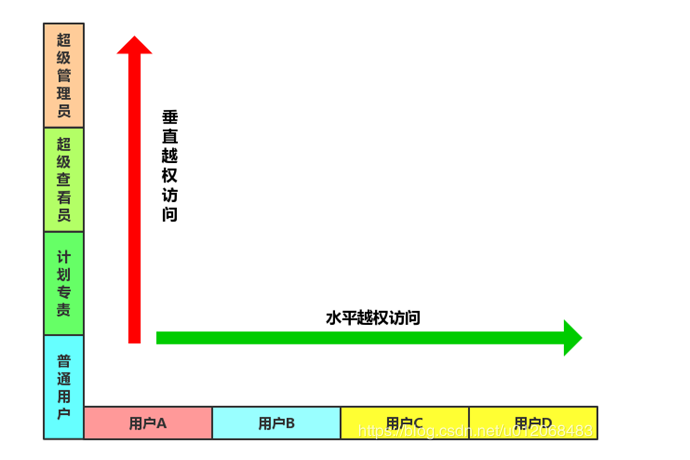 超级管理员
超级查看员
计划专责
普通用户
垂直越权访问
水平越权访问
用户A
用户B
用户C
用户D
https://blog.csdn.net/u012068483